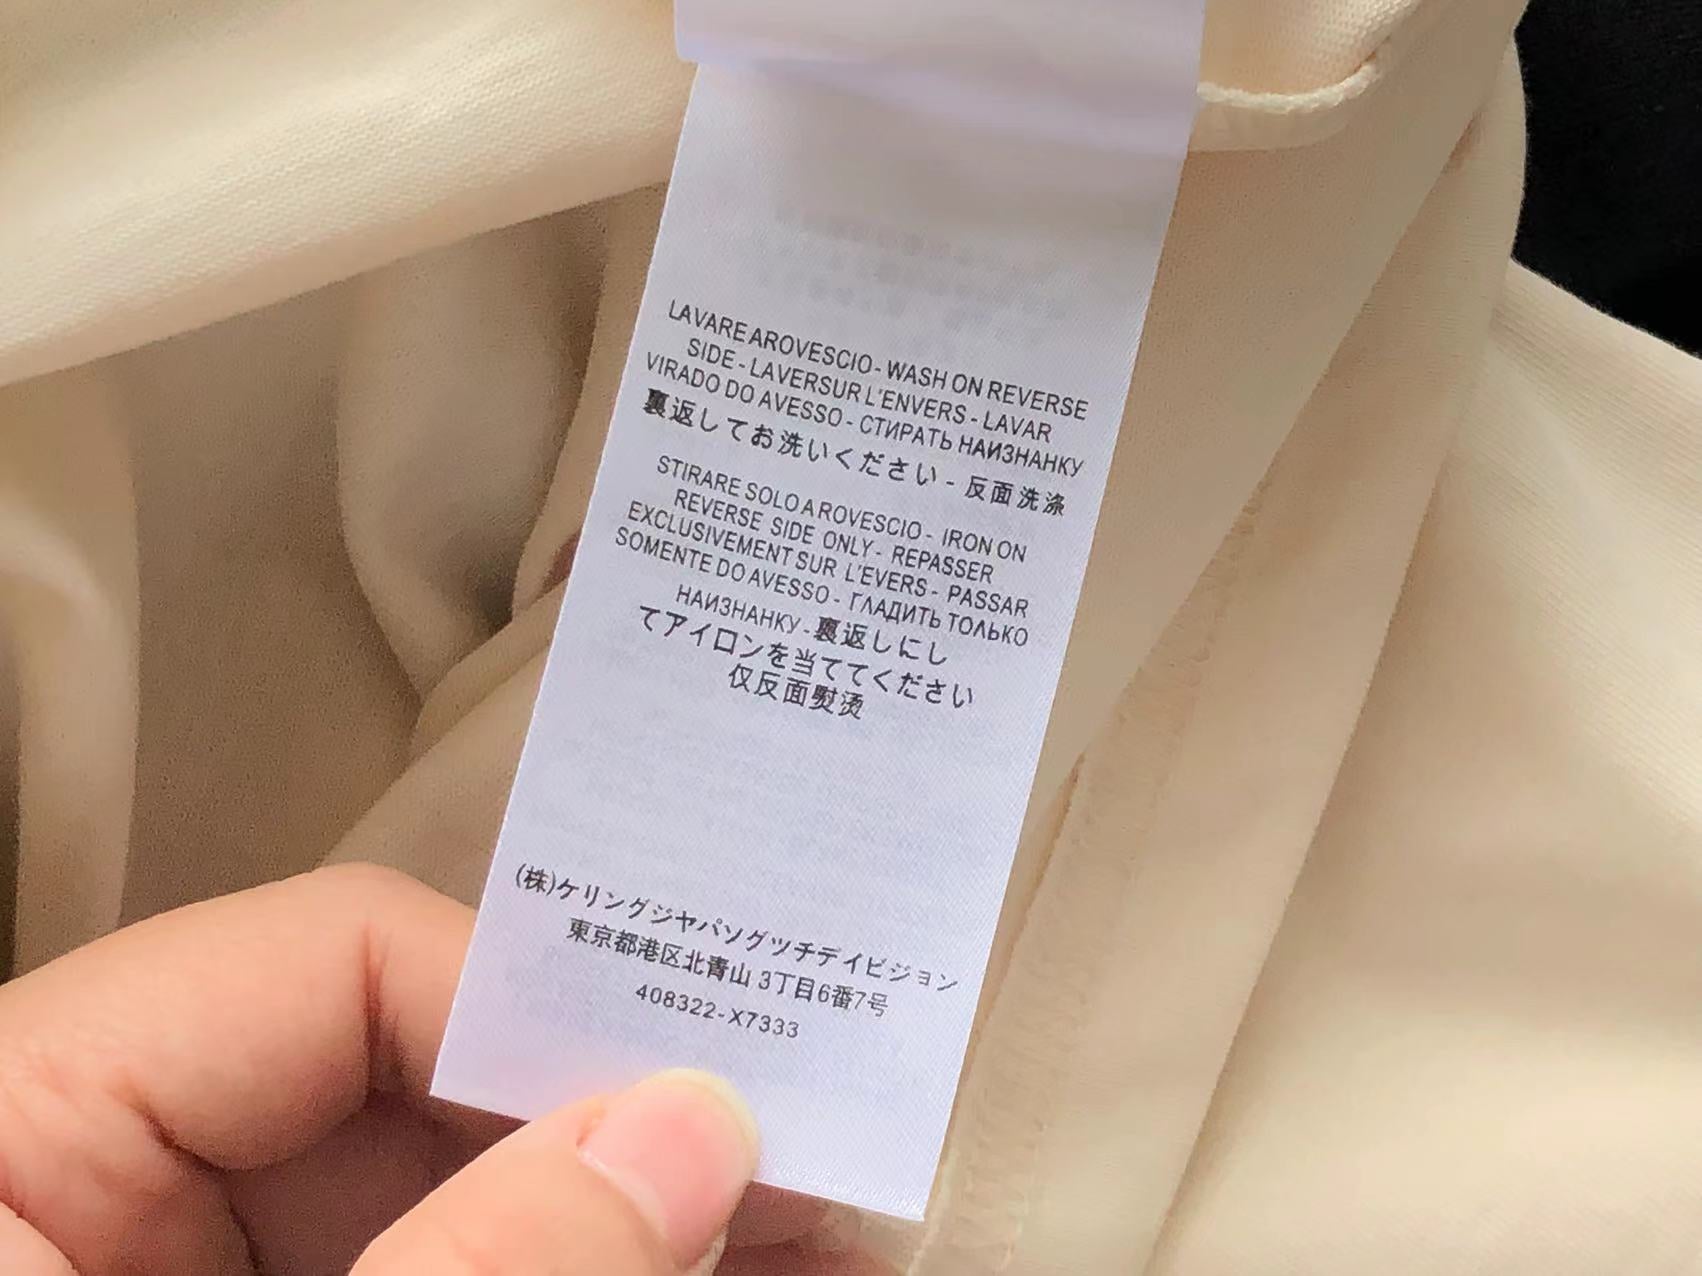 LAVARE AROVESCIO - WASH ON REVERSE
SIDE - LAVERSUR L'ENVERS - LAVAR
VIRADO DO AVESSO - СТИРАТЬ НАИЗНАНКУ
裏返してお洗いください - 反面洗涤
STIRARE SOLO A ROVESCIO - IRON ON
REVERSE SIDE ONLY - REPASSER
EXCLUSIVEMENT SUR L'EVERS - PASSAR
SOMENTE DO AVESSO - ГЛАДИТЬ ТОЛЬКО
НАИЗНАНКУ - 裏返しにし
てアイロンを当ててください
仅反面熨烫
(株)ケリングジヤパソグツチデイビジョン
東京都港区北青山 3丁目6番7号
408322-X7333